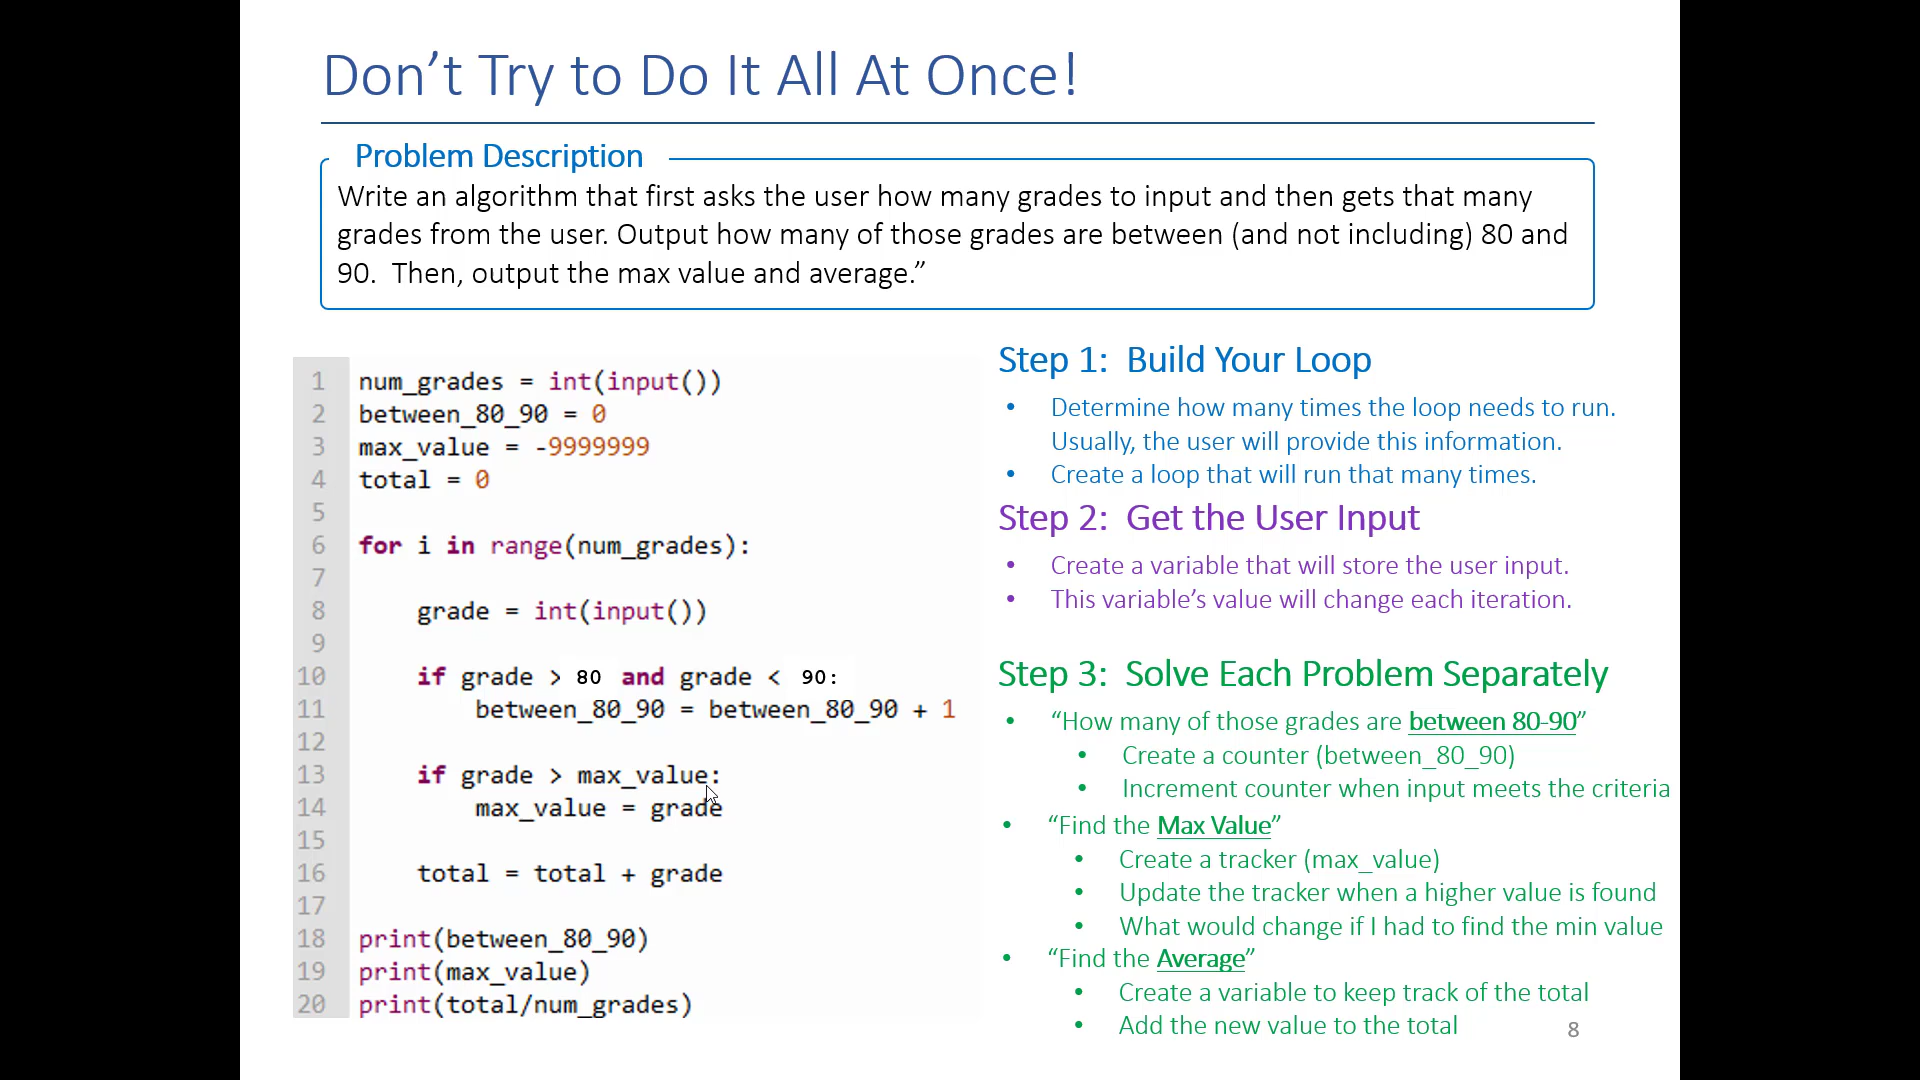 Don’t Try to Do It All At Once!
Problem Description
Write an algorithm that first asks the user how many grades to input and then gets that many
grades from the user. Output how many of those grades are between (and not including) 80 and
90.  Then, output the max value and average.”
1 num_grades = int(input())
2 between_80_90 = 0
3 max_value = -9999999
4 total = 0
5
6 for i in range(num_grades):
7
8     grade = int(input())
9
10     if grade > 80 and grade < 90:
11         between_80_90 = between_80_90 + 1
12
13     if grade > max_value:
14         max_value = grade
15
16     total = total + grade
17
18 print(between_80_90)
19 print(max_value)
20 print(total/num_grades)
Step 1:  Build Your Loop
• Determine how many times the loop needs to run.
Usually, the user will provide this information.
• Create a loop that will run that many times.
Step 2:  Get the User Input
• Create a variable that will store the user input.
• This variable’s value will change each iteration.
Step 3:  Solve Each Problem Separately
• “How many of those grades are between 80-90”
• Create a counter (between_80_90)
• Increment counter when input meets the criteria
• “Find the Max Value”
• Create a tracker (max_value)
• Update the tracker when a higher value is found
• What would change if I had to find the min value
• “Find the Average”
• Create a variable to keep track of the total
• Add the new value to the total
8